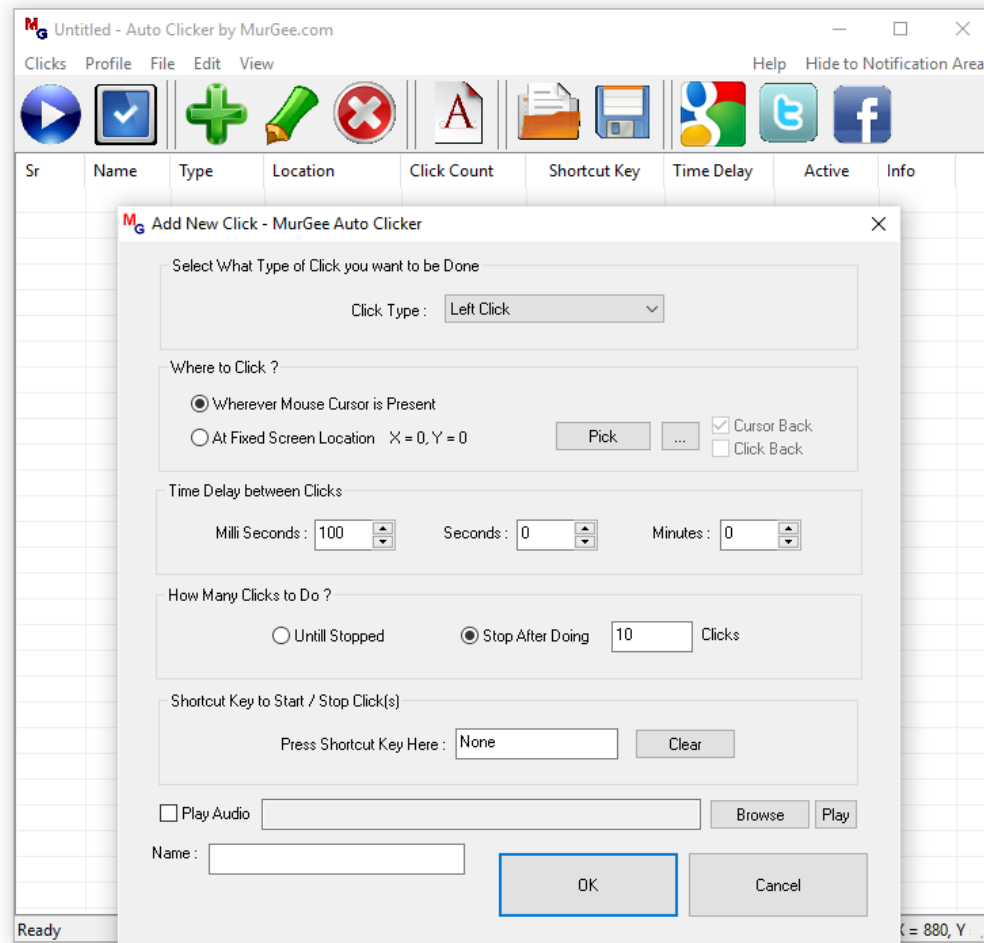 MG Untitled - Auto Clicker by MurGee.com
Clicks Profile File Edit View Help Hide to Notification Area
A t f
Sr Name Type Location Click Count Shortcut Key Time Delay Active Info
MG Add New Click - MurGee Auto Clicker
Select What Type of Click you want to be Done
Click Type : Left Click
Where to Click ?
Wherever Mouse Cursor is Present
At Fixed Screen Location X = 0, Y = 0 Pick ... Cursor Back
Click Back
Time Delay between Clicks
Milli Seconds : 100 Seconds : 0 Minutes : 0
How Many Clicks to Do ?
Untill Stopped Stop After Doing 10 Clicks
Shortcut Key to Start / Stop Click(s)
Press Shortcut Key Here : None Clear
Play Audio Browse Play
Name :
OK Cancel
Ready X = 880, Y